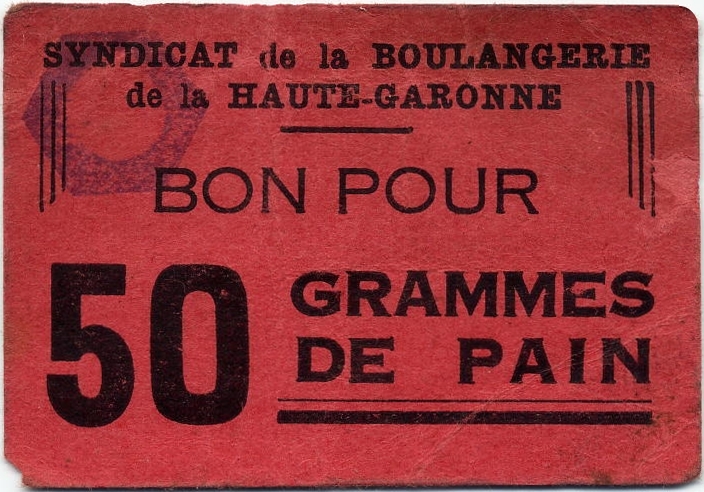 SYNDICAT de la BOULANGERIE
de la HAUTE-GARONNE
BON POUR
50 GRAMMES
DE PAIN